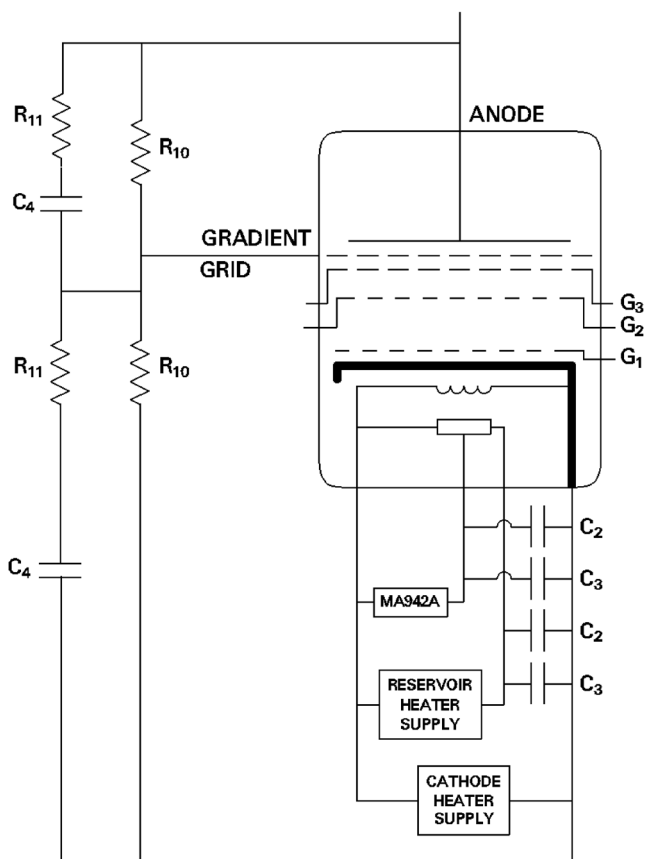 ANODE
R11
R10
C4
GRADIENT
GRID
G3
G2
G1
R11
R10
C2
C4
C3
MA942A
C2
RESERVOIR
HEATER
SUPPLY
C3
CATHODE
HEATER
SUPPLY